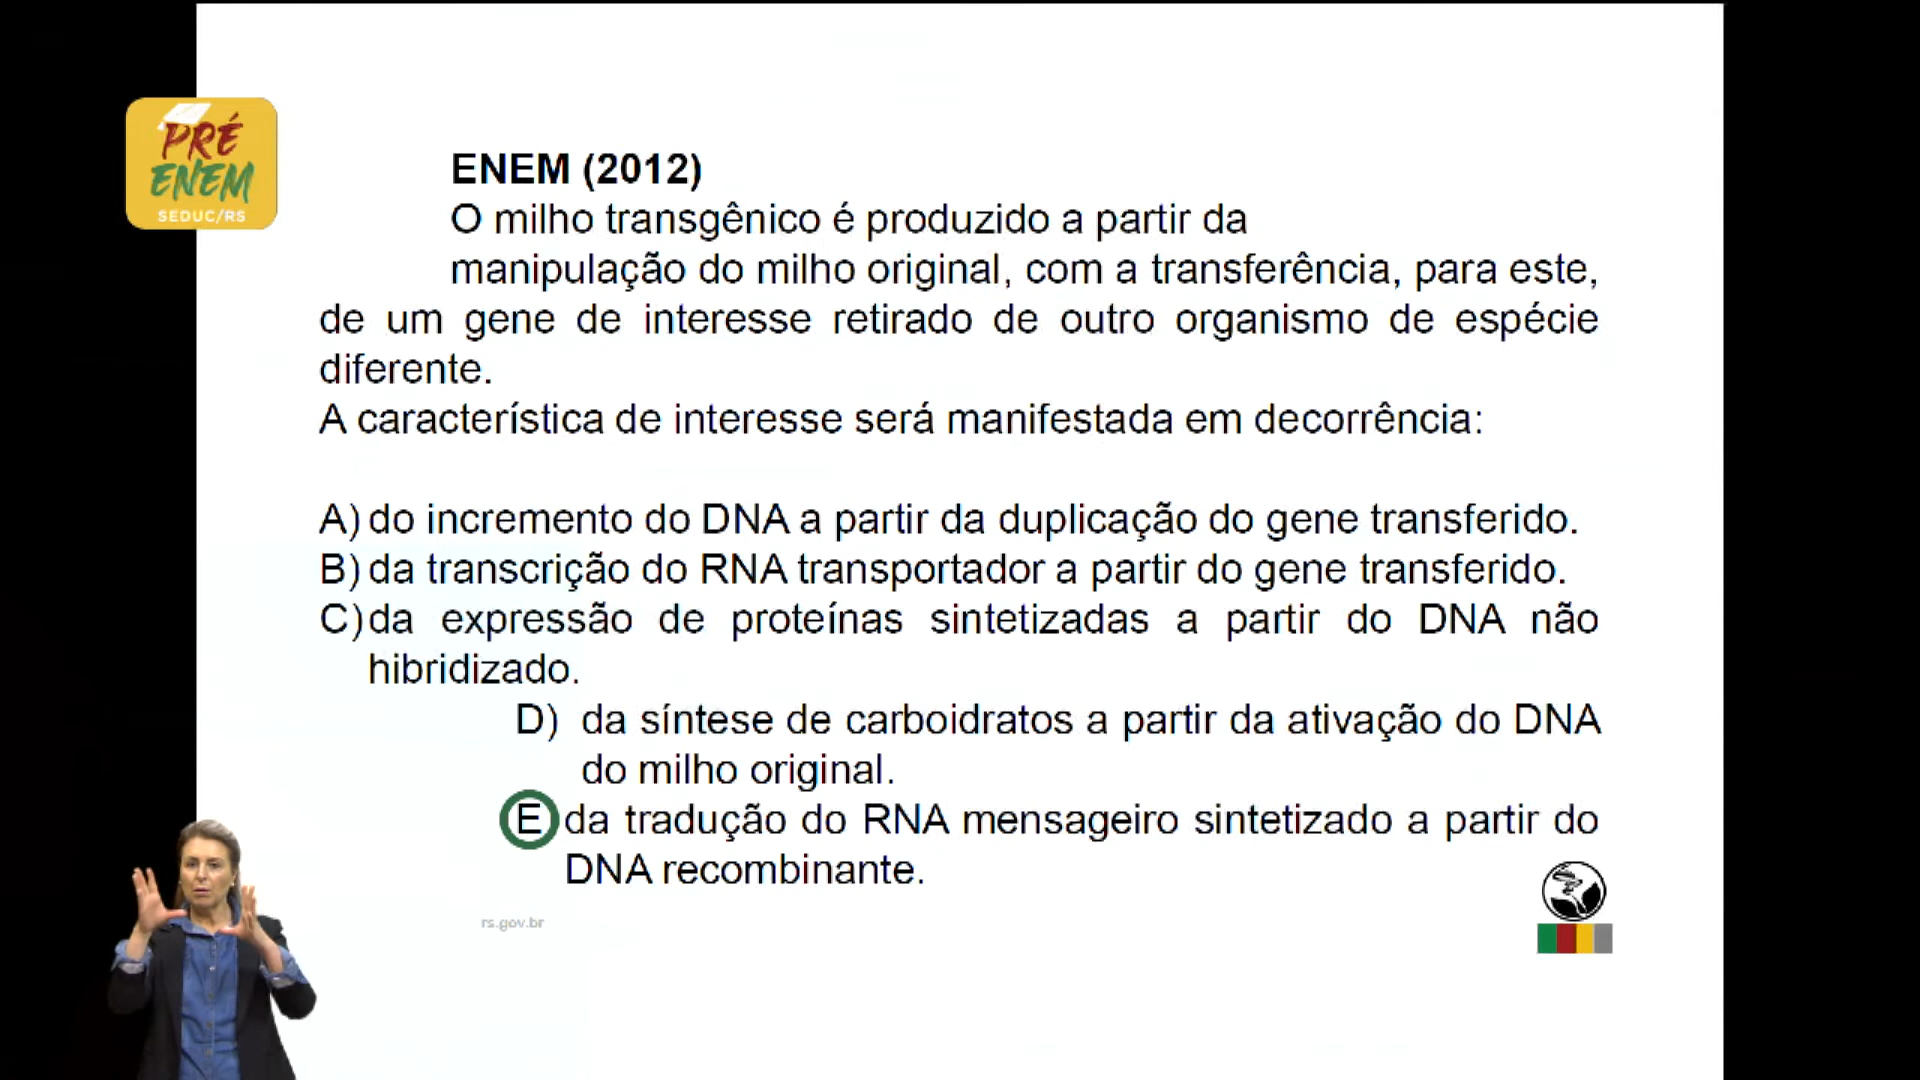 PRÉ
ENEM
SEDUC/RS
ENEM (2012)
O milho transgênico é produzido a partir da
manipulação do milho original, com a transferência, para este,
de um gene de interesse retirado de outro organismo de espécie
diferente.
A característica de interesse será manifestada em decorrência:
A) do incremento do DNA a partir da duplicação do gene transferido.
B) da transcrição do RNA transportador a partir do gene transferido.
C) da expressão de proteínas sintetizadas a partir do DNA não
hibridizado.
D) da síntese de carboidratos a partir da ativação do DNA
do milho original.
E da tradução do RNA mensageiro sintetizado a partir do
DNA recombinante.
rs.gov.br